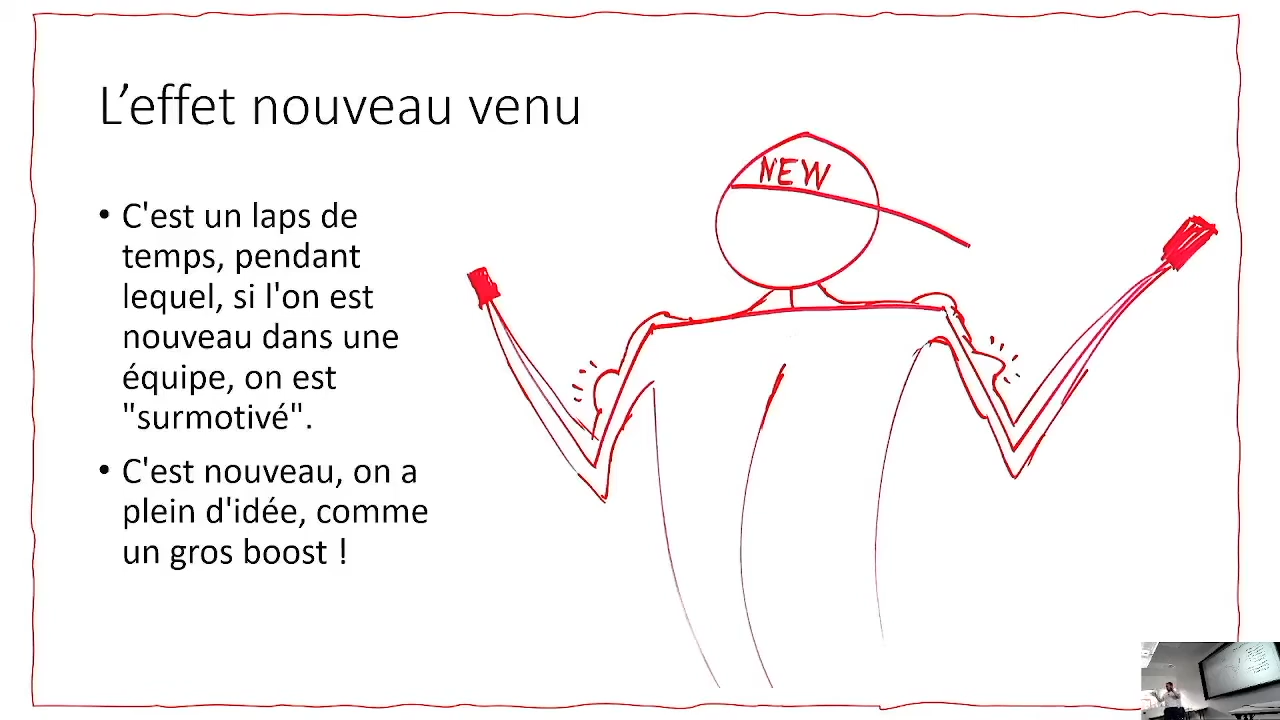 L’effet nouveau venu
NEW
• C'est un laps de
temps, pendant
lequel, si l'on est
nouveau dans une
équipe, on est
"surmotivé".
• C'est nouveau, on a
plein d'idée, comme
un gros boost !